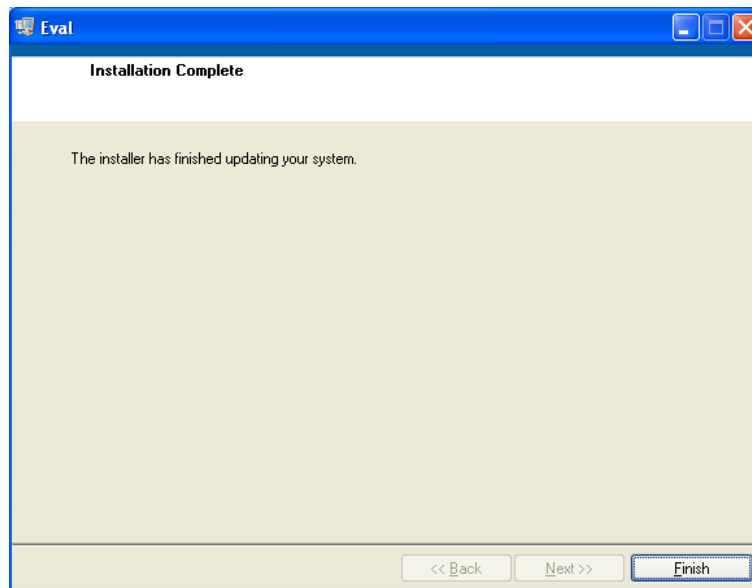 Eval
Installation Complete
The installer has finished updating your system.
<< Back
Next >>
Finish